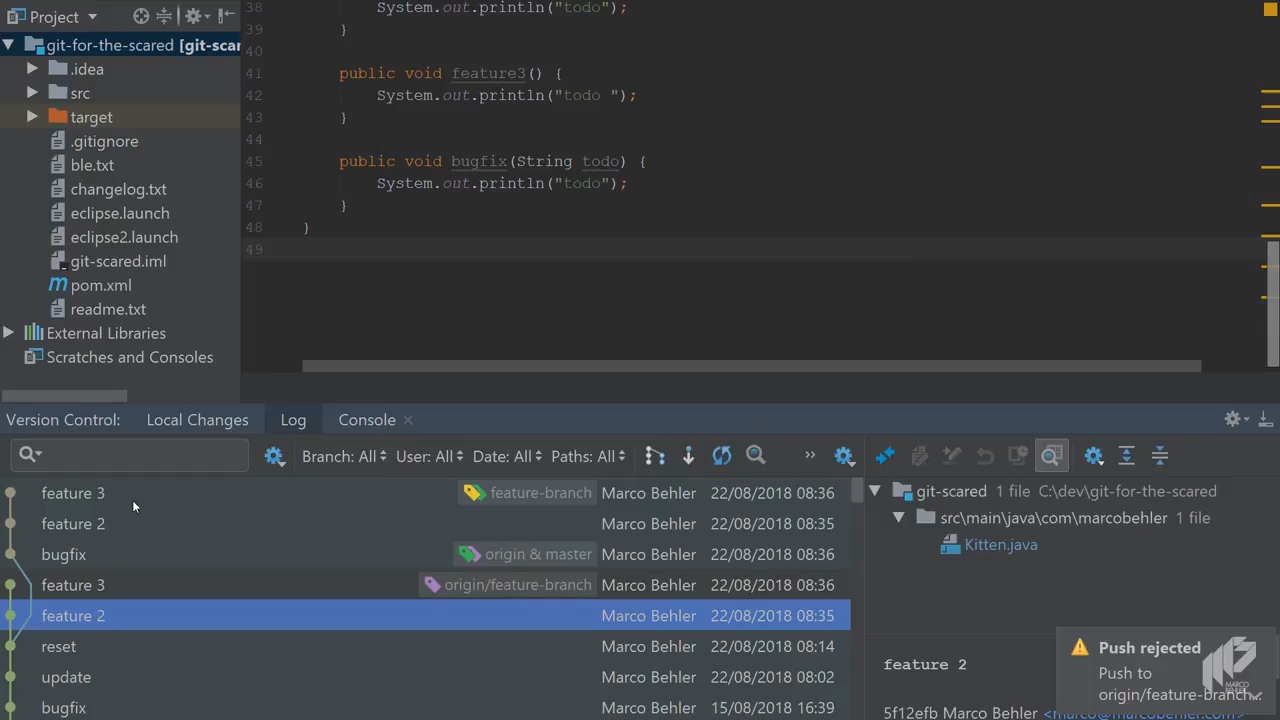 Project
git-for-the-scared [git-scar
.idea
src
target
.gitignore
ble.txt
changelog.txt
eclipse.launch
eclipse2.launch
git-scared.iml
pom.xml
readme.txt
External Libraries
Scratches and Consoles
38 System.out.println("todo");
39 }
40
41 public void feature3() {
42 System.out.println("todo ");
43 }
44
45 public void bugfix(String todo) {
46 System.out.println("todo");
47 }
48 }
49
Version Control: Local Changes Log Console
Branch: All User: All Date: All Paths: All
feature 3 feature-branch Marco Behler 22/08/2018 08:36
feature 2 Marco Behler 22/08/2018 08:35
bugfix origin & master Marco Behler 22/08/2018 08:36
feature 3 origin/feature-branch Marco Behler 22/08/2018 08:36
feature 2 Marco Behler 22/08/2018 08:35
reset Marco Behler 22/08/2018 08:14
update Marco Behler 22/08/2018 08:02
bugfix Marco Behler 15/08/2018 16:39
git-scared 1 file C:\dev\git-for-the-scared
src\main\java\com\marcobehler 1 file
Kitten.java
feature 2
5f12efb Marco Behler <marco@marcobehler.com>
Push rejected
Push to
origin/feature-branch...
MARCO
BEHLER